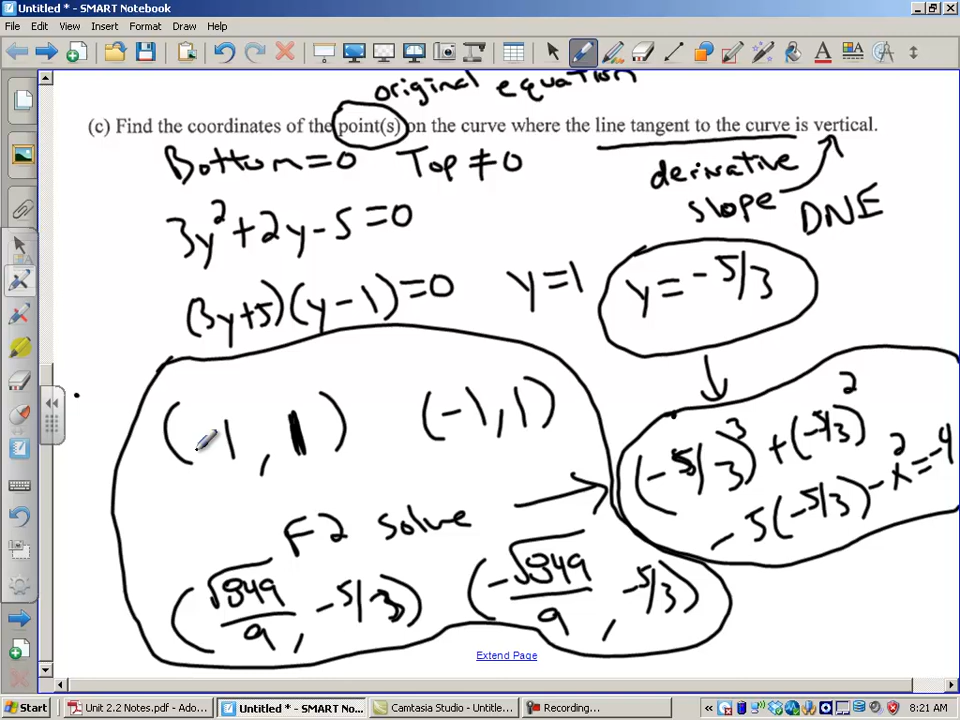 Untitled * - SMART Notebook
File Edit View Insert Format Tools Draw Help
original equation
(c) Find the coordinates of the point(s) on the curve where the line tangent to the curve is vertical.
Bottom=0 Top≠0
derivative
slope DNE
3y²+2y-5=0
(3y+5)(y-1)=0 y=1 y=-5/3
(1, 1) (-1,1)
(-5/3)³+(-5/3)²
-5(-5/3)-x²=-4
F2 solve
(√349/9, -5/3) (-√349/9, -5/3)
Extend Page
Start Unit 2.2 Notes.pdf - Ado... Untitled * - SMART No... Camtasia Studio - Untitle... Recording... 8:21 AM